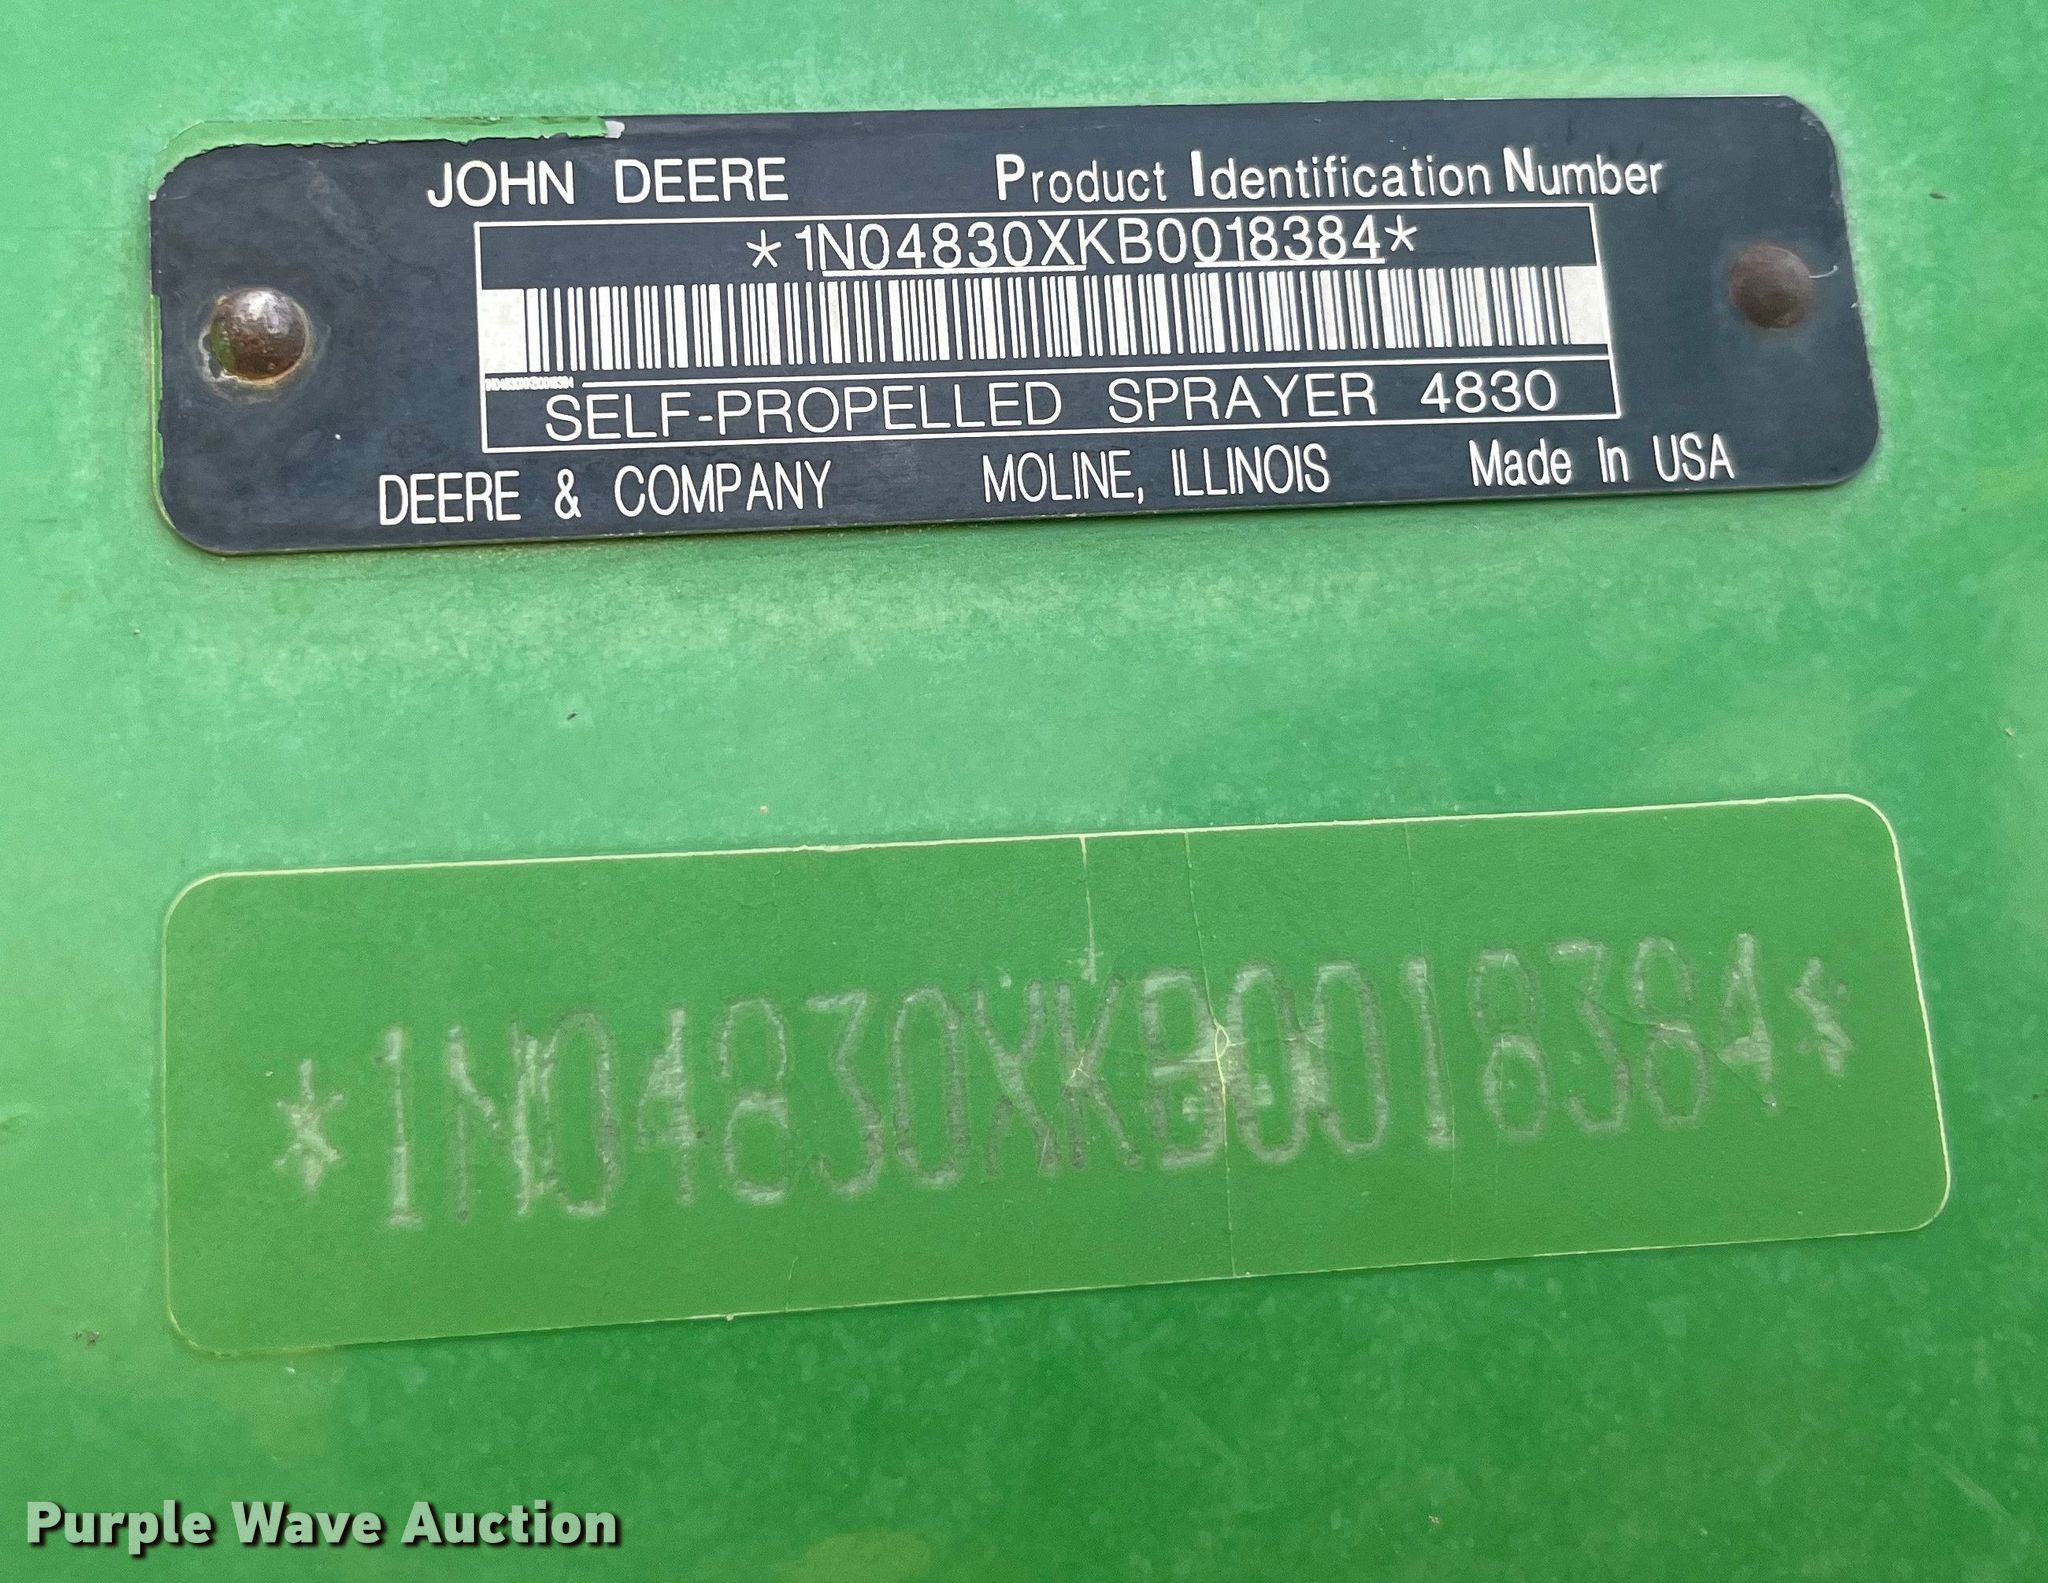 JOHN DEERE Product Identification Number
*1N04830XKB0018384*
SELF-PROPELLED SPRAYER 4830
DEERE & COMPANY MOLINE, ILLINOIS Made In USA
*1N04830XKB0018384*
Purple Wave Auction